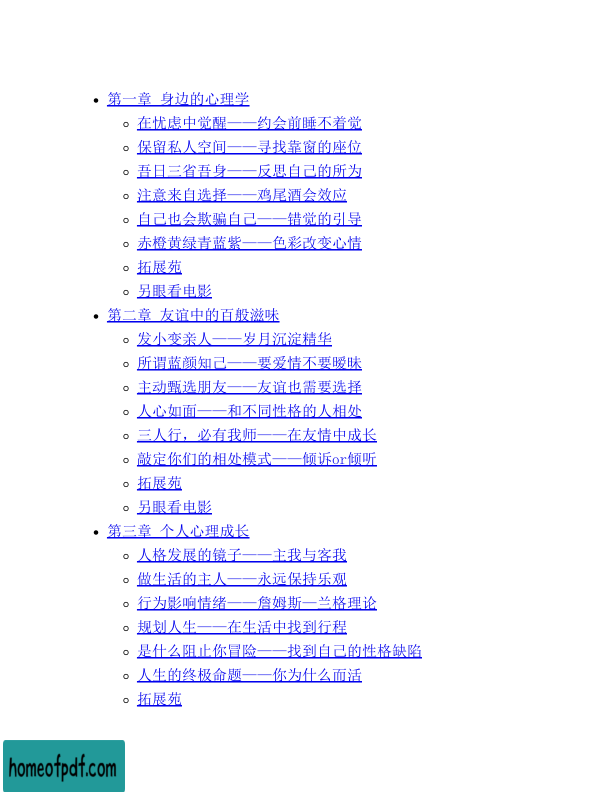 第一章 身边的心理学
在忧虑中觉醒——约会前睡不着觉
保留私人空间——寻找靠窗的座位
吾日三省吾身——反思自己的所为
注意来自选择——鸡尾酒会效应
自己也会欺骗自己——错觉的引导
赤橙黄绿青蓝紫——色彩改变心情
拓展苑
另眼看电影
第二章 友谊中的百般滋味
发小变亲人——岁月沉淀精华
所谓蓝颜知己——要爱情不要暧昧
主动甄选朋友——友谊也需要选择
人心如面——和不同性格的人相处
三人行，必有我师——在友情中成长
敲定你们的相处模式——倾诉or倾听
拓展苑
另眼看电影
第三章 个人心理成长
人格发展的镜子——主我与客我
做生活的主人——永远保持乐观
行为影响情绪——詹姆斯—兰格理论
规划人生——在生活中找到行程
是什么阻止你冒险——找到自己的性格缺陷
人生的终极命题——你为什么而活
拓展苑
homeofpdf.com